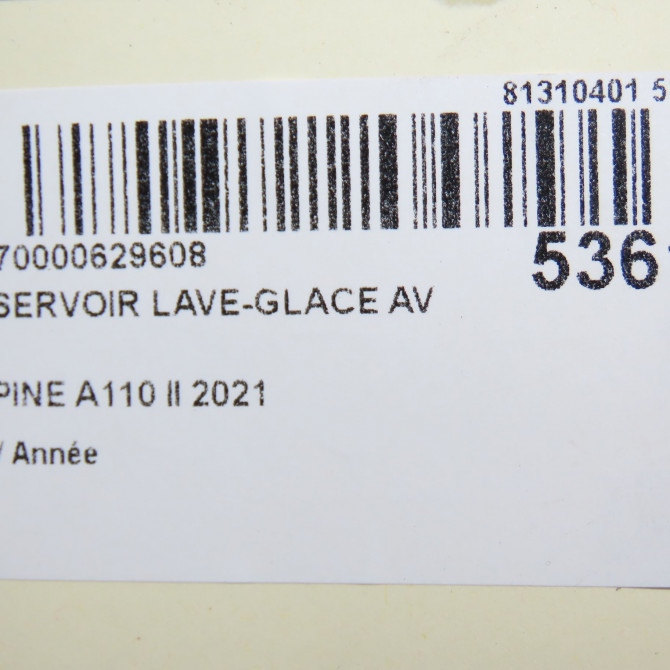 81310401 5
70000629608
536
SERVOIR LAVE-GLACE AV
PINE A110 II 2021
/ Année